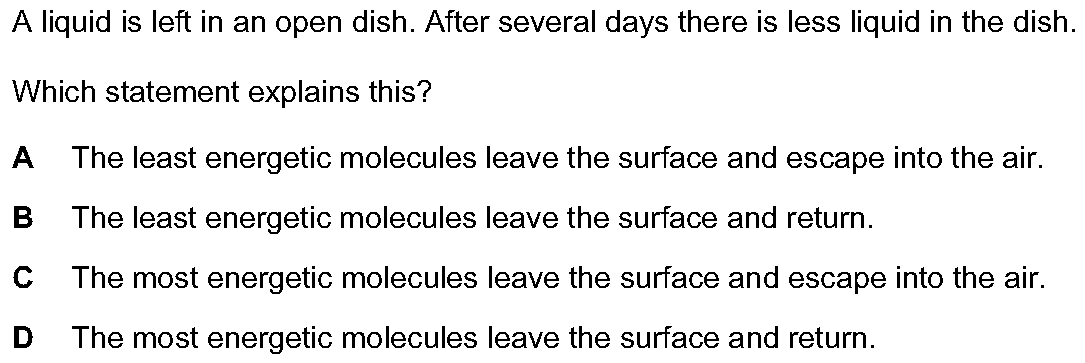 A liquid is left in an open dish. After several days there is less liquid in the dish.
Which statement explains this?
A The least energetic molecules leave the surface and escape into the air.
B The least energetic molecules leave the surface and return.
C The most energetic molecules leave the surface and escape into the air.
D The most energetic molecules leave the surface and return.